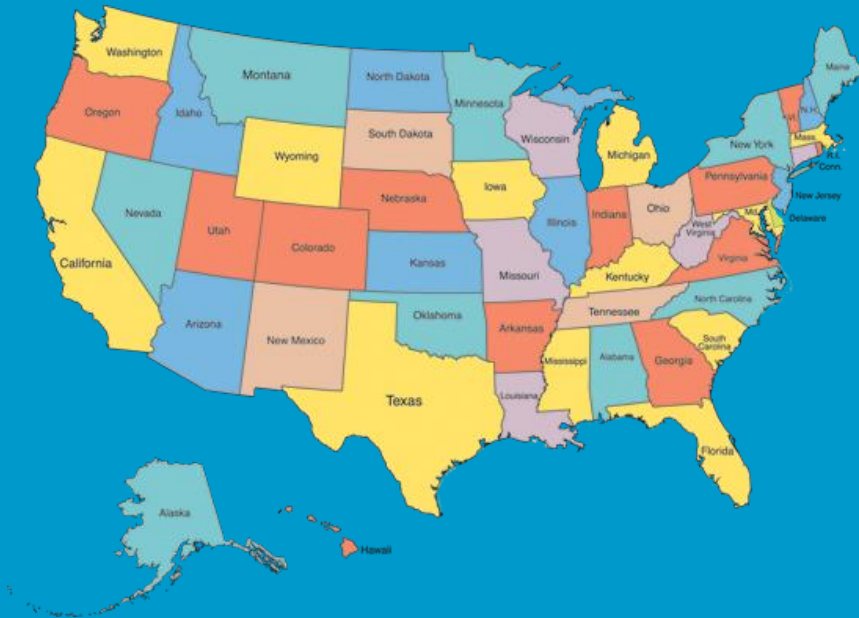 Washington
Montana
North Dakota
Minnesota
Maine
Oregon
Idaho
South Dakota
Wisconsin
Vt.
N.H.
Wyoming
Michigan
New York
Mass.
R.I.
Conn.
Nevada
Utah
Colorado
Nebraska
Iowa
Illinois
Indiana
Ohio
Pennsylvania
New Jersey
Md.
Delaware
California
Kansas
Missouri
Kentucky
West
Virginia
Virginia
Arizona
New Mexico
Oklahoma
Arkansas
Tennessee
North Carolina
Texas
Louisiana
Mississippi
Alabama
Georgia
South
Carolina
Florida
Alaska
Hawaii